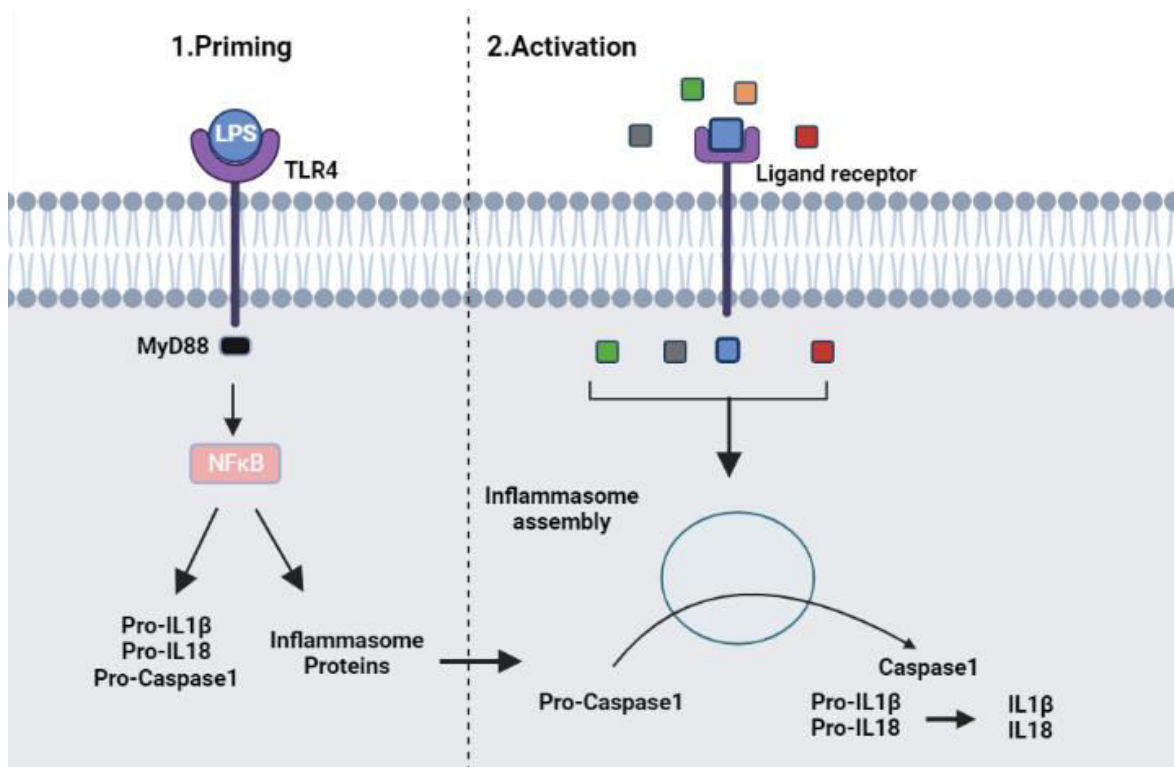 1.Priming
2.Activation
LPS
TLR4
Ligand receptor
MyD88
NFκB
Inflammasome
assembly
Pro-IL1β
Pro-IL18
Pro-Caspase1
Inflammasome
Proteins
Pro-Caspase1
Caspase1
Pro-IL1β
Pro-IL18
IL1β
IL18